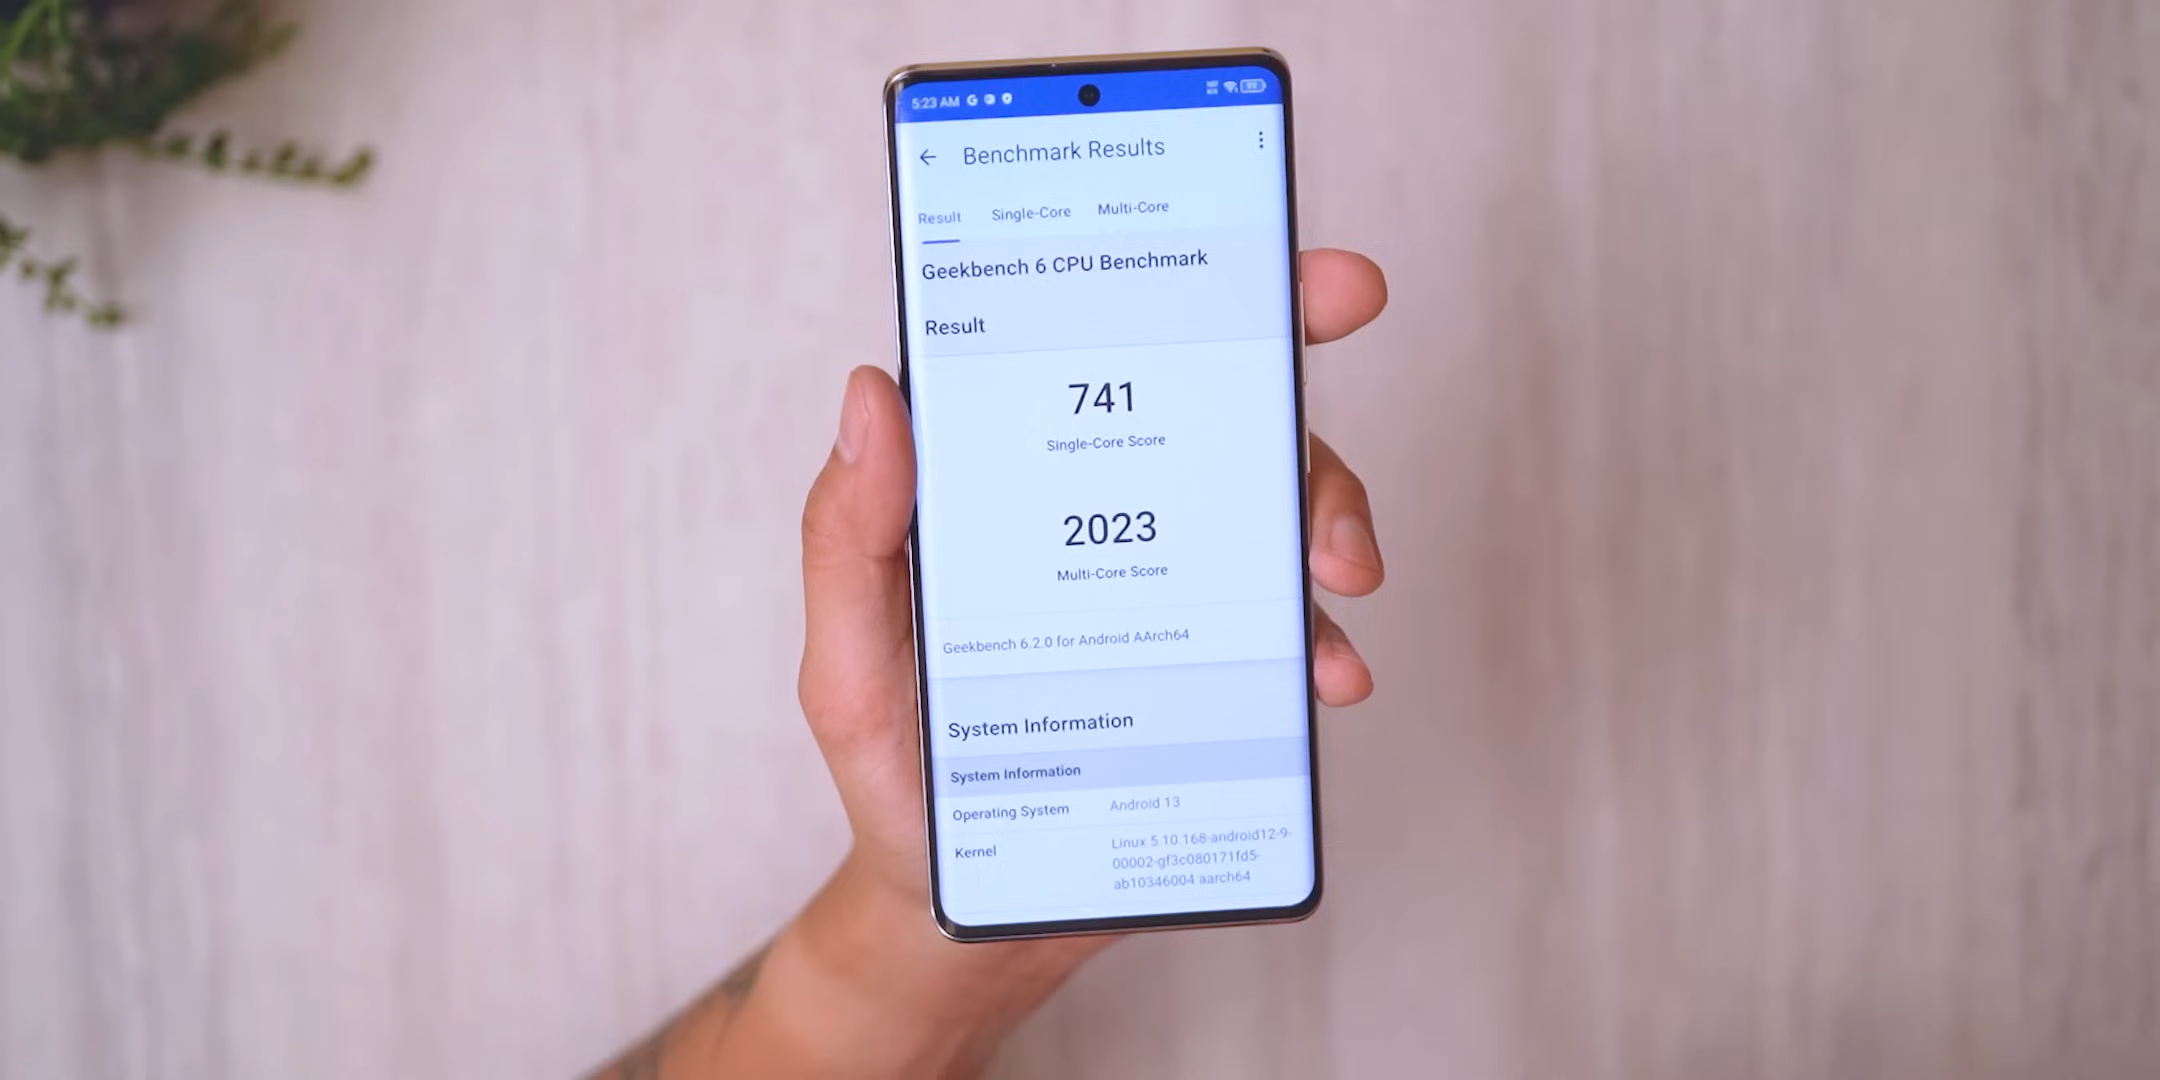 5:23 AM
Benchmark Results
Result Single-Core Multi-Core
Geekbench 6 CPU Benchmark
Result
741
Single-Core Score
2023
Multi-Core Score
Geekbench 6.2.0 for Android AArch64
System Information
System Information
Operating System Android 13
Kernel Linux 5.10.168-android12-9-
00002-gf3c080171fd5-
ab10346004 aarch64